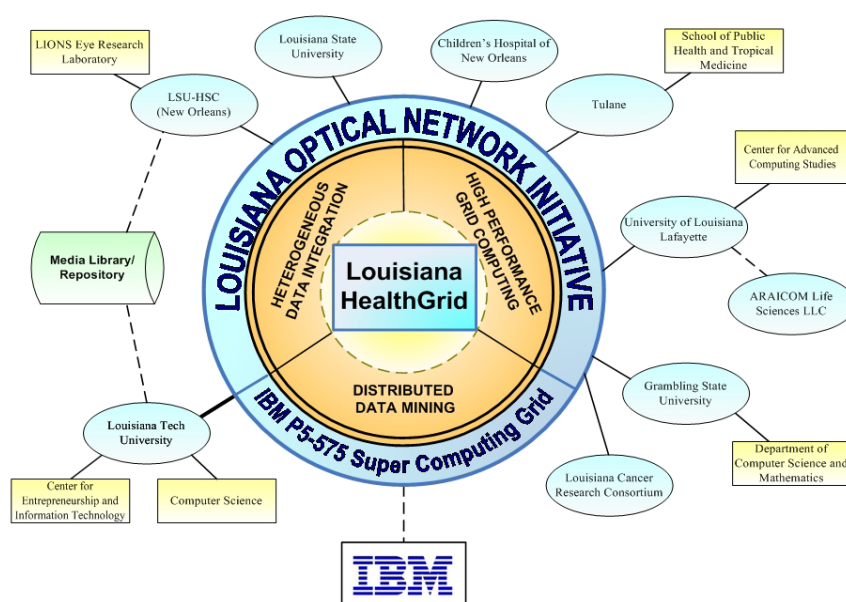 LIONS Eye Research
Laboratory
Louisiana State
University
Children's Hospital of
New Orleans
School of Public
Health and Tropical
Medicine
LSU-HSC
(New Orleans)
Tulane
LOUISIANA OPTICAL NETWORK INITIATIVE
Center for Advanced
Computing Studies
HETEROGENEOUS
DATA INTEGRATION
HIGH PERFORMANCE
GRID COMPUTING
University of Louisiana
Lafayette
Media Library/
Repository
Louisiana
HealthGrid
ARAICOM Life
Sciences LLC
DISTRIBUTED
DATA MINING
Grambling State
University
IBM P5-575 Super Computing Grid
Louisiana Tech
University
Department of
Computer Science and
Mathematics
Louisiana Cancer
Research Consortium
Center for
Entrepreneurship and
Information Technology
Computer Science
IBM